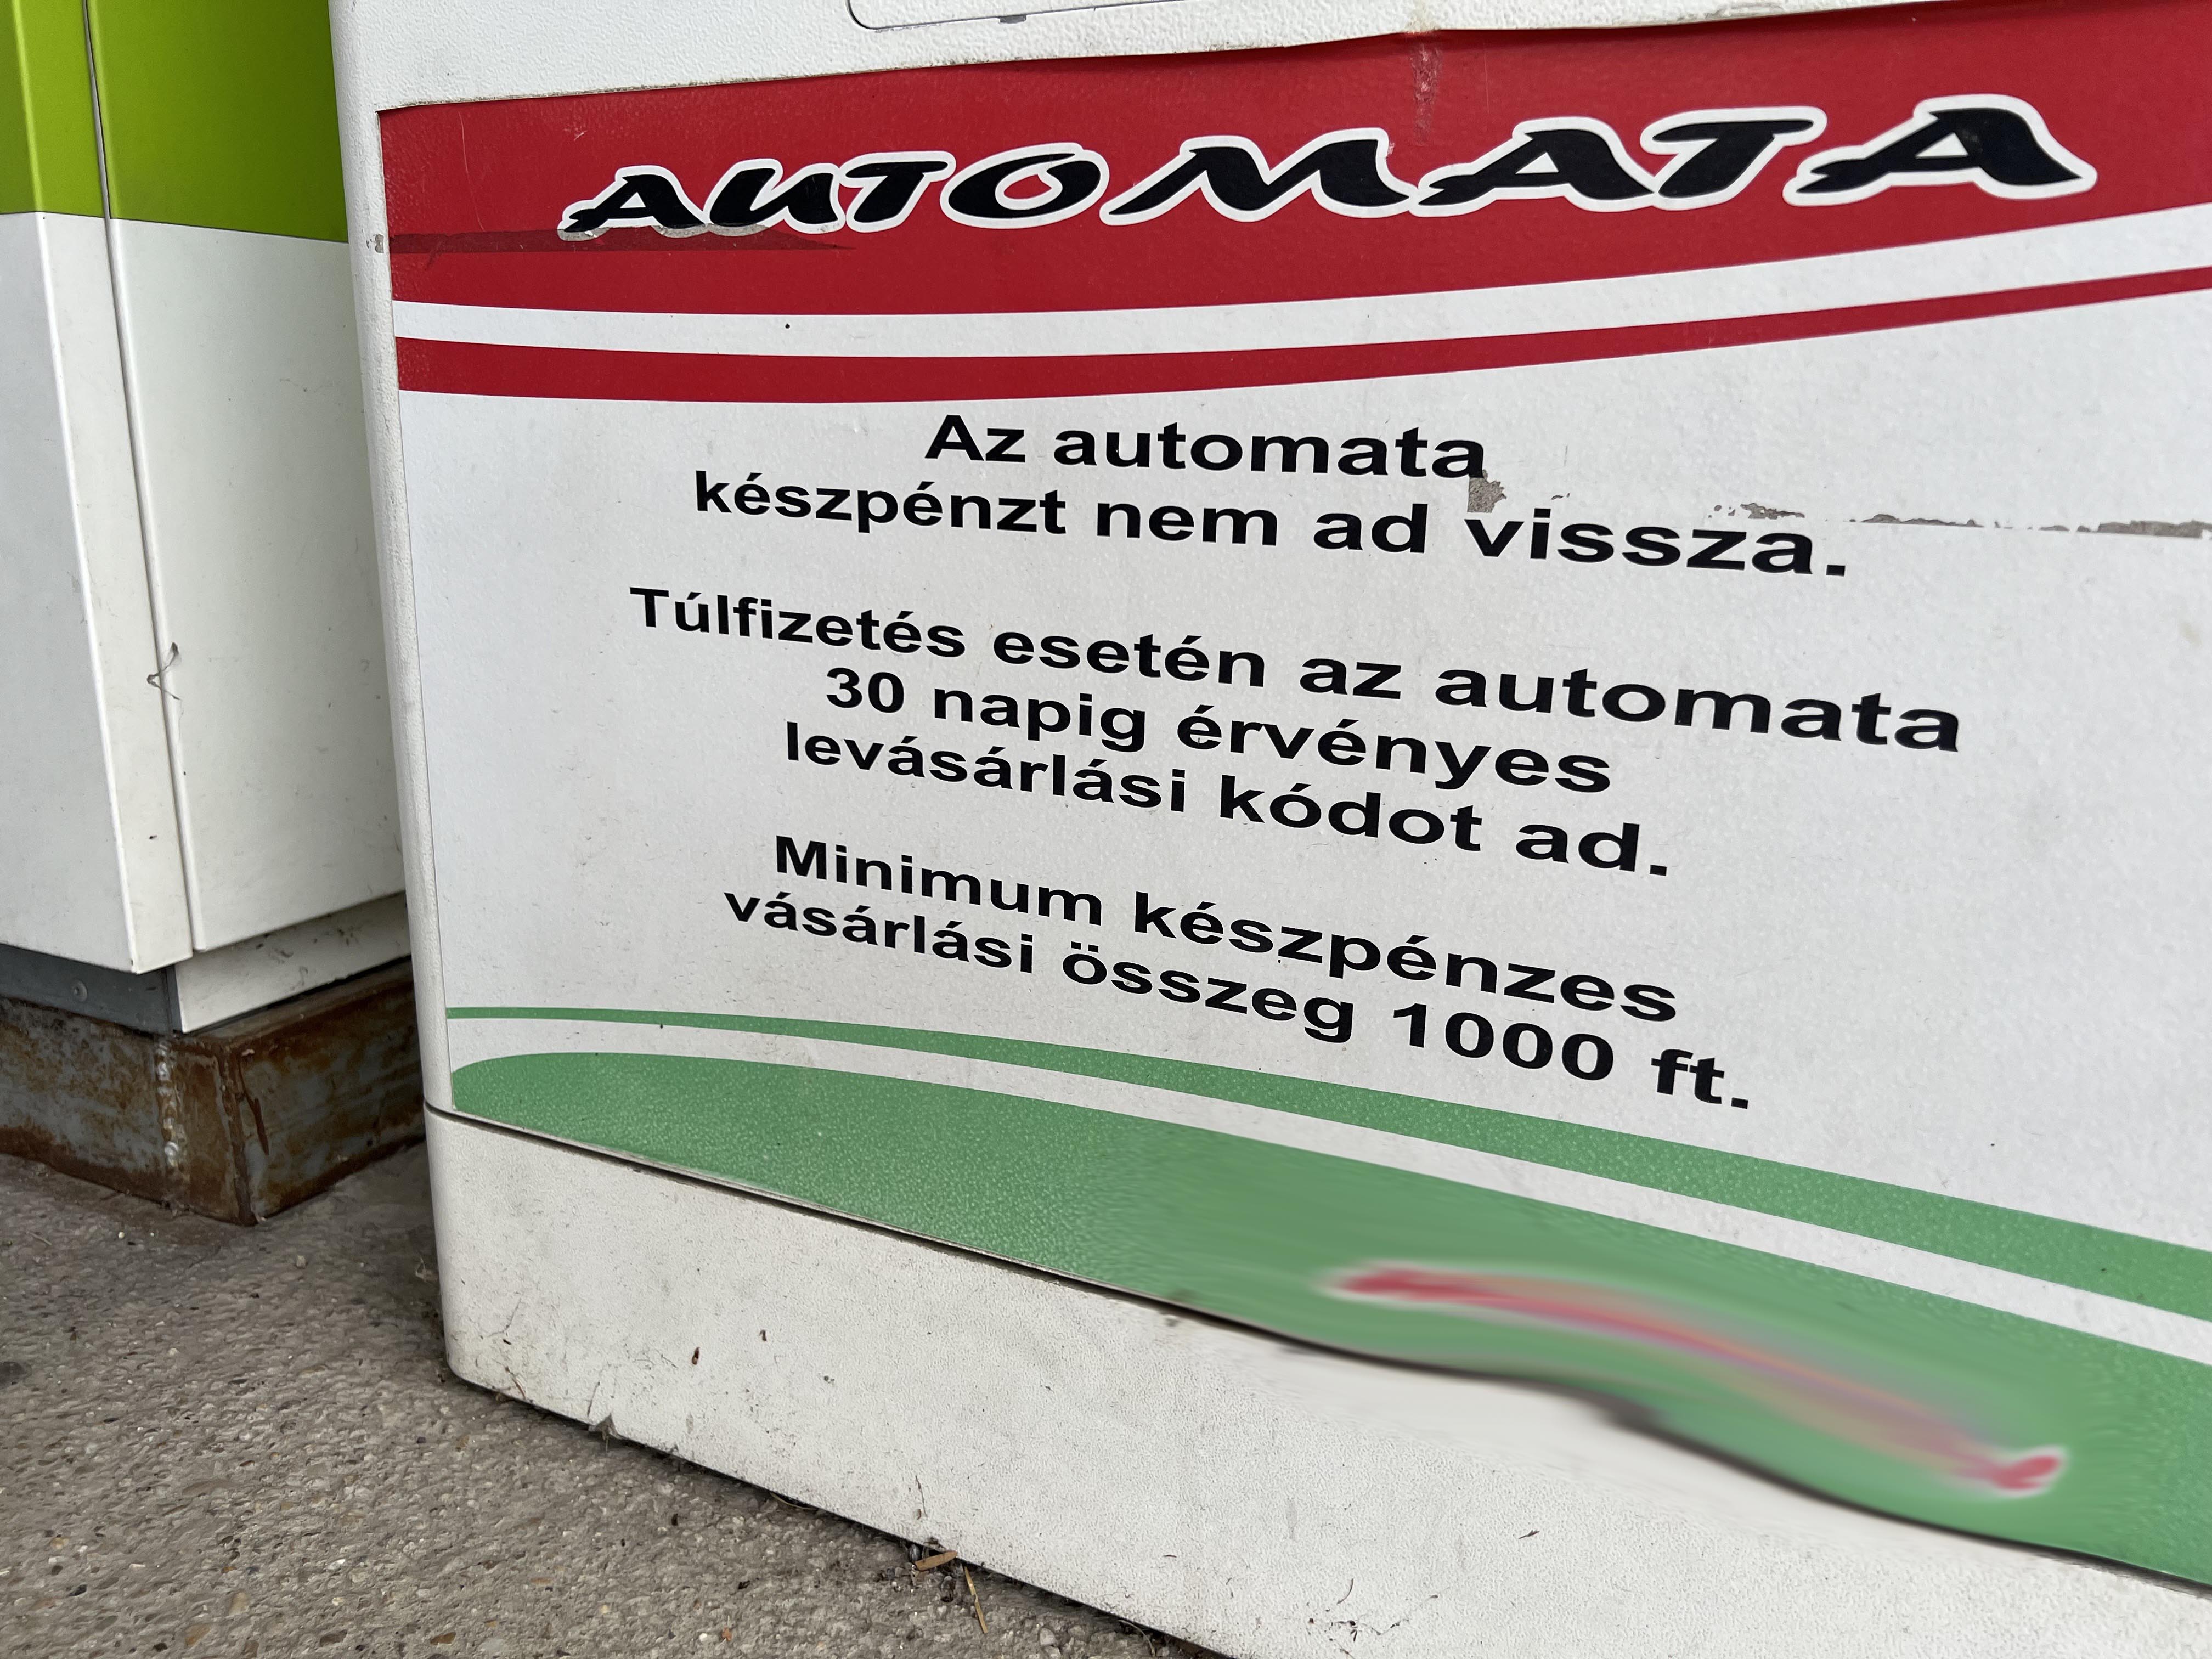 AUTOMATA
Az automata
készpénzt nem ad vissza.
Túlfizetés esetén az automata
30 napig érvényes
levásárlási kódot ad.
Minimum készpénzes
vásárlási összeg 1000 ft.